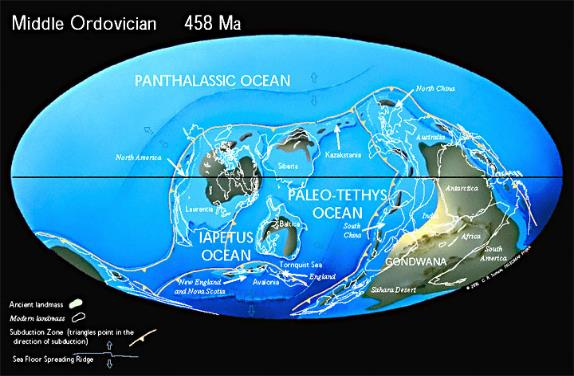 Middle Ordovician 458 Ma
PANTHALASSIC OCEAN
North China
North America
Siberia
Kazakstania
Australia
Antarctica
Laurentia
PALEO-TETHYS
OCEAN
India
Baltica
South
China
Africa
IAPETUS
OCEAN
South
America
Tornquist Sea
GONDWANA
New England
and Nova Scotia
Avalonia
England
Sahara Desert
Ancient landmass
Modern landmass
Subduction Zone (triangles point in the
direction of subduction)
Sea Floor Spreading Ridge